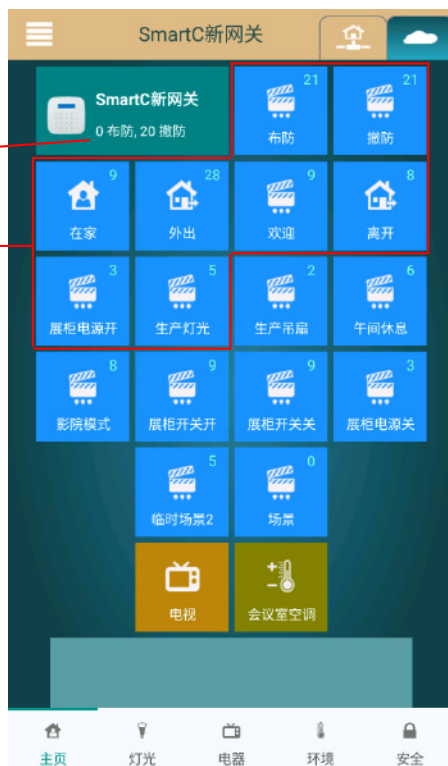 SmartC新网关
SmartC新网关
0 布防, 20 撤防
21
布防
21
撤防
9
在家
28
外出
9
欢迎
8
离开
3
展柜电源开
5
生产灯光
2
生产吊扇
6
午间休息
8
影院模式
9
展柜开关开
9
展柜开关关
3
展柜电源关
5
临时场景2
0
场景
电视
会议室空调
主页
灯光
电器
环境
安全